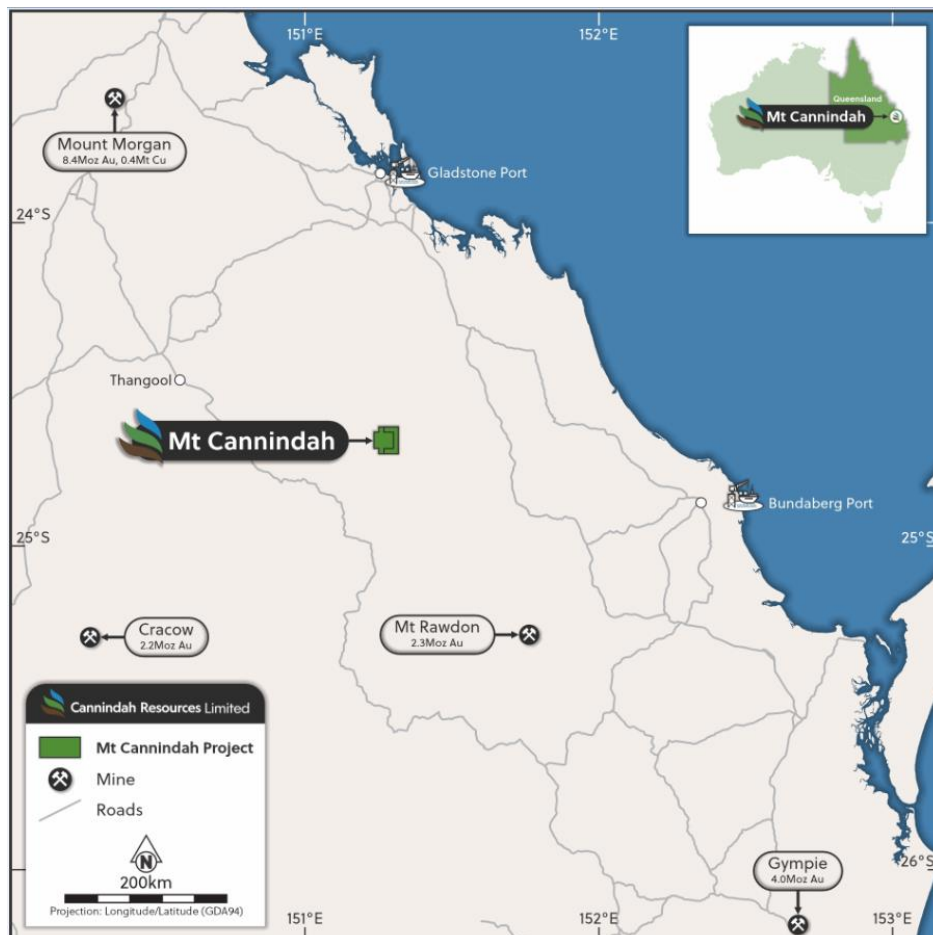 151°E
152°E
Queensland
Mt Cannindah
Mount Morgan
8.4Moz Au, 0.4Mt Cu
Gladstone Port
24°S
Thangool
Mt Cannindah
Bundaberg Port
25°S
25°S
Cracow
2.2Moz Au
Mt Rawdon
2.3Moz Au
Cannindah Resources Limited
Mt Cannindah Project
Mine
Roads
N
200km
Projection: Longitude/Latitude (GDA94)
Gympie
4.0Moz Au
26°S
151°E
152°E
153°E